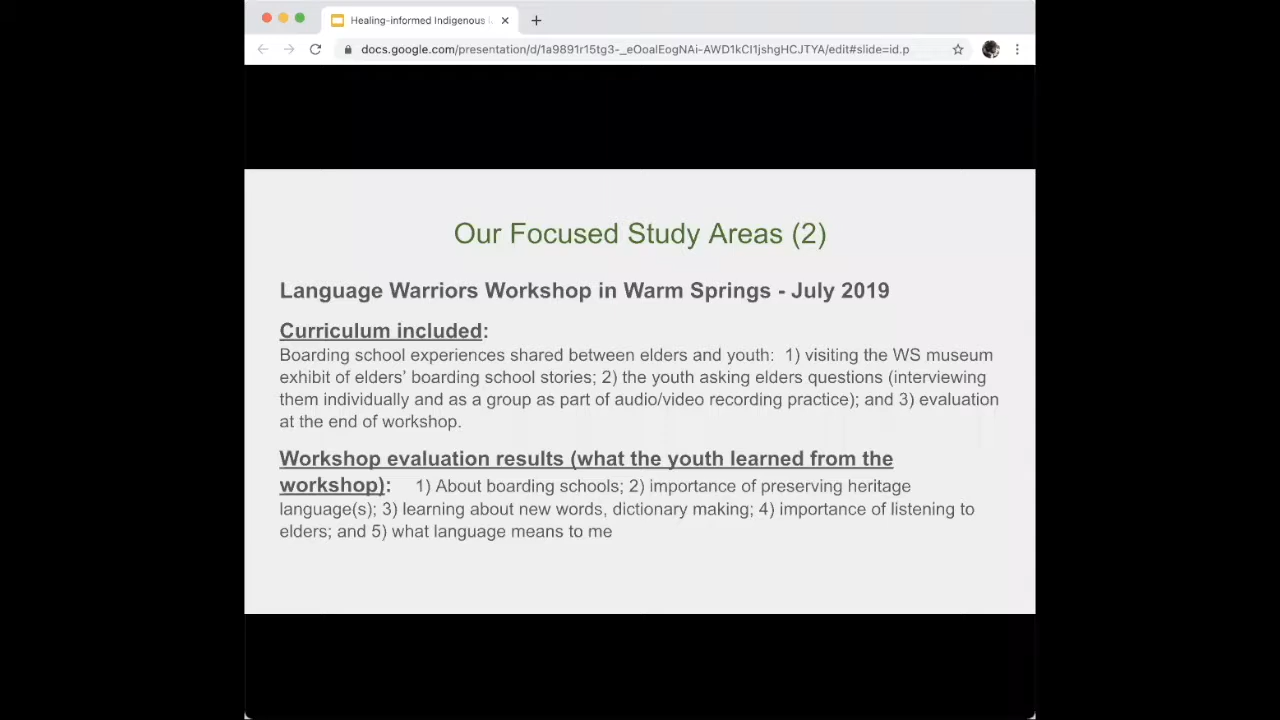 Healing-informed Indigenous
docs.google.com/presentation/d/1a9891r15tg3-_eOoalEogNAi-AWD1kCI1jshgHCJTYA/edit#slide=id.p
Our Focused Study Areas (2)
Language Warriors Workshop in Warm Springs - July 2019
Curriculum included:
Boarding school experiences shared between elders and youth: 1) visiting the WS museum
exhibit of elders’ boarding school stories; 2) the youth asking elders questions (interviewing
them individually and as a group as part of audio/video recording practice); and 3) evaluation
at the end of workshop.
Workshop evaluation results (what the youth learned from the
workshop): 1) About boarding schools; 2) importance of preserving heritage
language(s); 3) learning about new words, dictionary making; 4) importance of listening to
elders; and 5) what language means to me